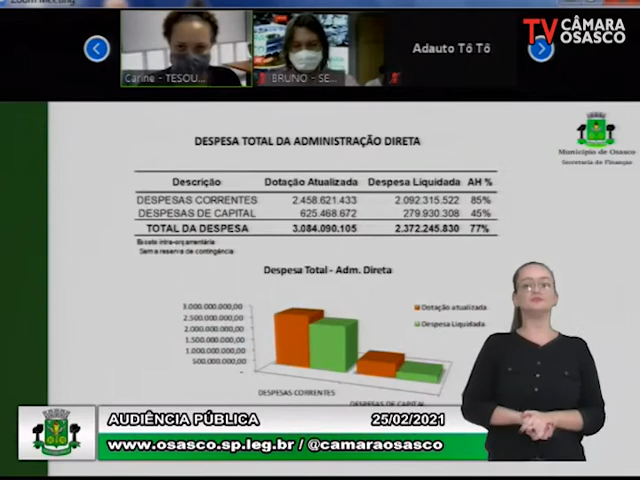 Zoom Meeting
TV CÂMARA OSASCO
Carine - TESOU...
BRUNO - SE...
Adauto Tô Tô
DESPESA TOTAL DA ADMINISTRAÇÃO DIRETA
Município de Osasco
Secretaria de Finanças
Descrição Dotação Atualizada Despesa Liquidada AH %
DESPESAS CORRENTES 2.458.621.433 2.092.315.522 85%
DESPESAS DE CAPITAL 625.468.672 279.930.308 45%
TOTAL DA DESPESA 3.084.090.105 2.372.245.830 77%
Exceto intra-orçamentária
Sem a reserva de contingência
Despesa Total - Adm. Direta
3.000.000.000,00
2.500.000.000,00
2.000.000.000,00
1.500.000.000,00
1.000.000.000,00
500.000.000,00
Dotação atualizada
Despesa Liquidada
DESPESAS CORRENTES
DESPESAS DE CAPITAL
AUDIÊNCIA PÚBLICA 25/02/2021
www.osasco.sp.leg.br / @camaraosasco